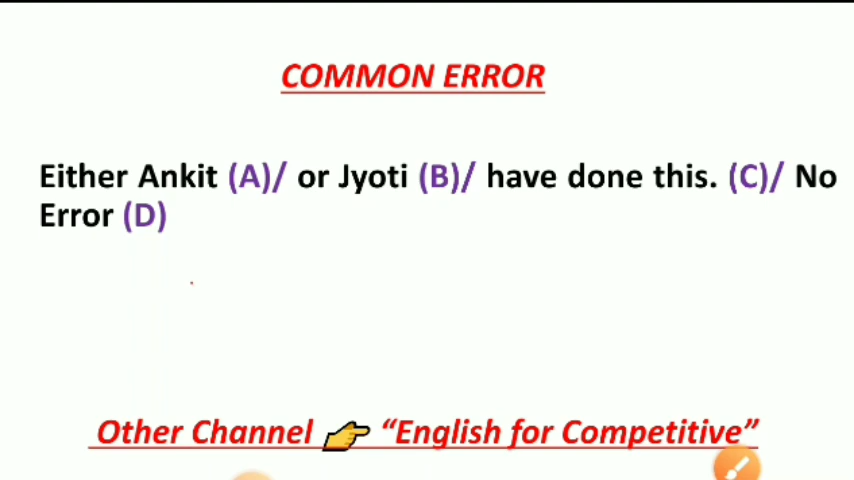 COMMON ERROR
Either Ankit (A)/ or Jyoti (B)/ have done this. (C)/ No
Error (D)
Other Channel 👉 “English for Competitive”